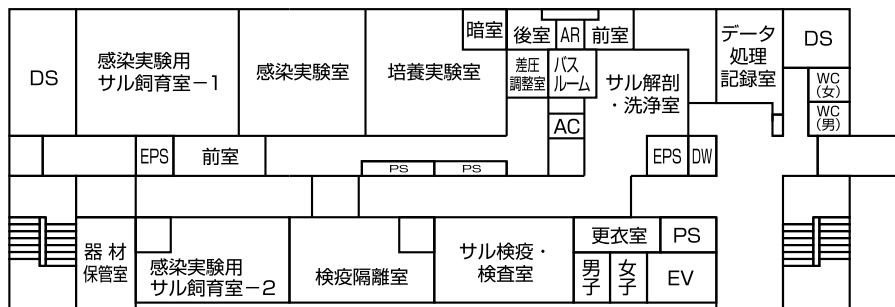 DS
感染実験用
サル飼育室−1
感染実験室
培養実験室
暗室
後室
AR
前室
差圧
調整室
バス
ルーム
サル解剖
・洗浄室
データ
処理
記録室
DS
WC
(女)
WC
(男)
AC
EPS
前室
PS
PS
EPS
DW
器材
保管室
感染実験用
サル飼育室−2
検疫隔離室
サル検疫・
検査室
更衣室
PS
男子
女子
EV